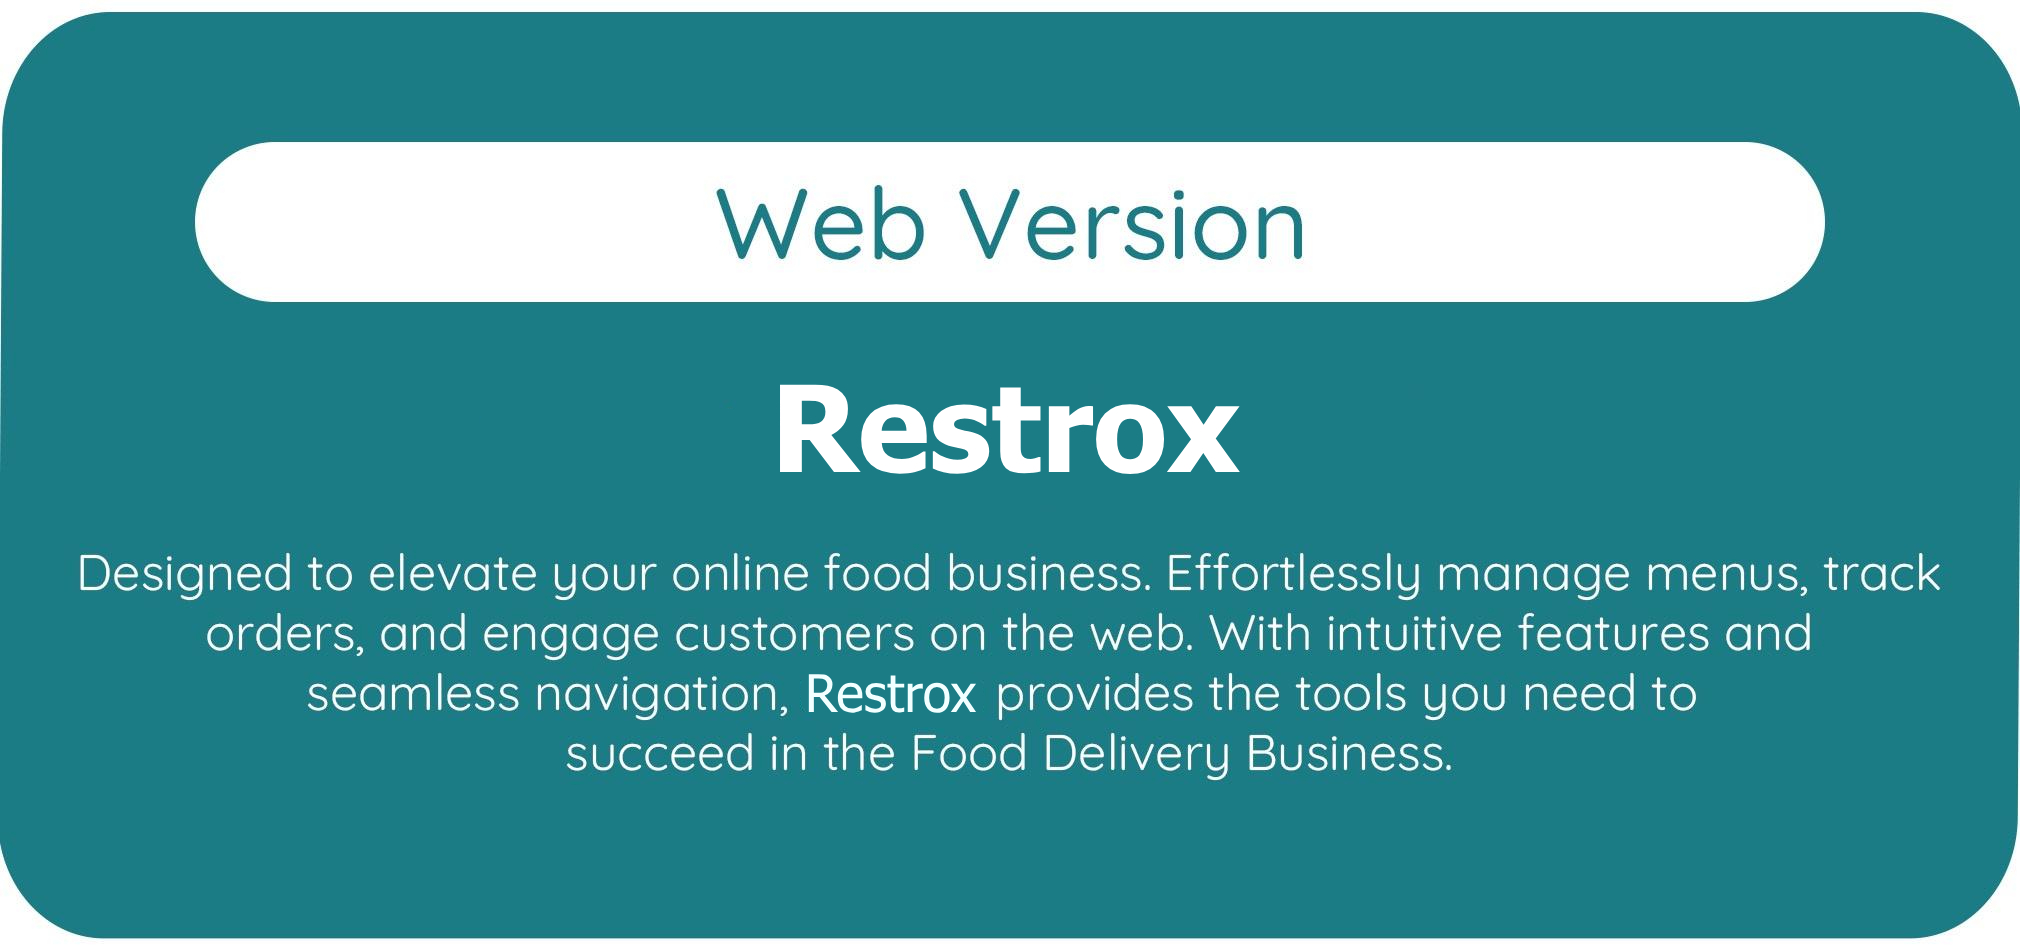 Web Version
Restrox
Designed to elevate your online food business. Effortlessly manage menus, track
orders, and engage customers on the web. With intuitive features and
seamless navigation, Restrox provides the tools you need to
succeed in the Food Delivery Business.